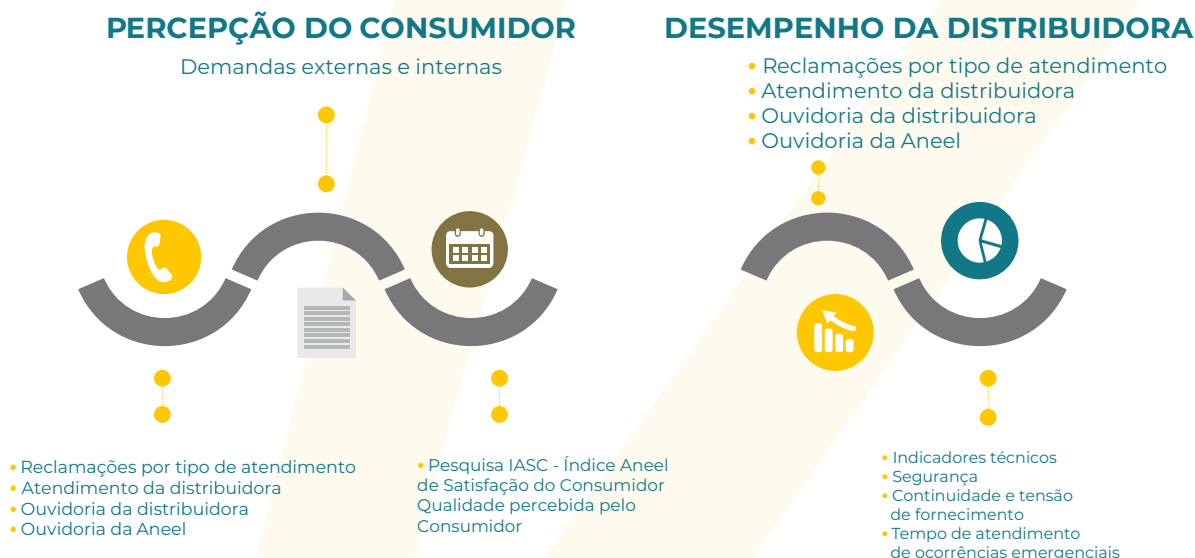 PERCEPÇÃO DO CONSUMIDOR
Demandas externas e internas
• Reclamações por tipo de atendimento
• Atendimento da distribuidora
• Ouvidoria da distribuidora
• Ouvidoria da Aneel
• Pesquisa IASC - Índice Aneel
de Satisfação do Consumidor
Qualidade percebida pelo
Consumidor
DESEMPENHO DA DISTRIBUIDORA
• Reclamações por tipo de atendimento
• Atendimento da distribuidora
• Ouvidoria da distribuidora
• Ouvidoria da Aneel
• Indicadores técnicos
• Segurança
• Continuidade e tensão
de fornecimento
• Tempo de atendimento
de ocorrências emergenciais